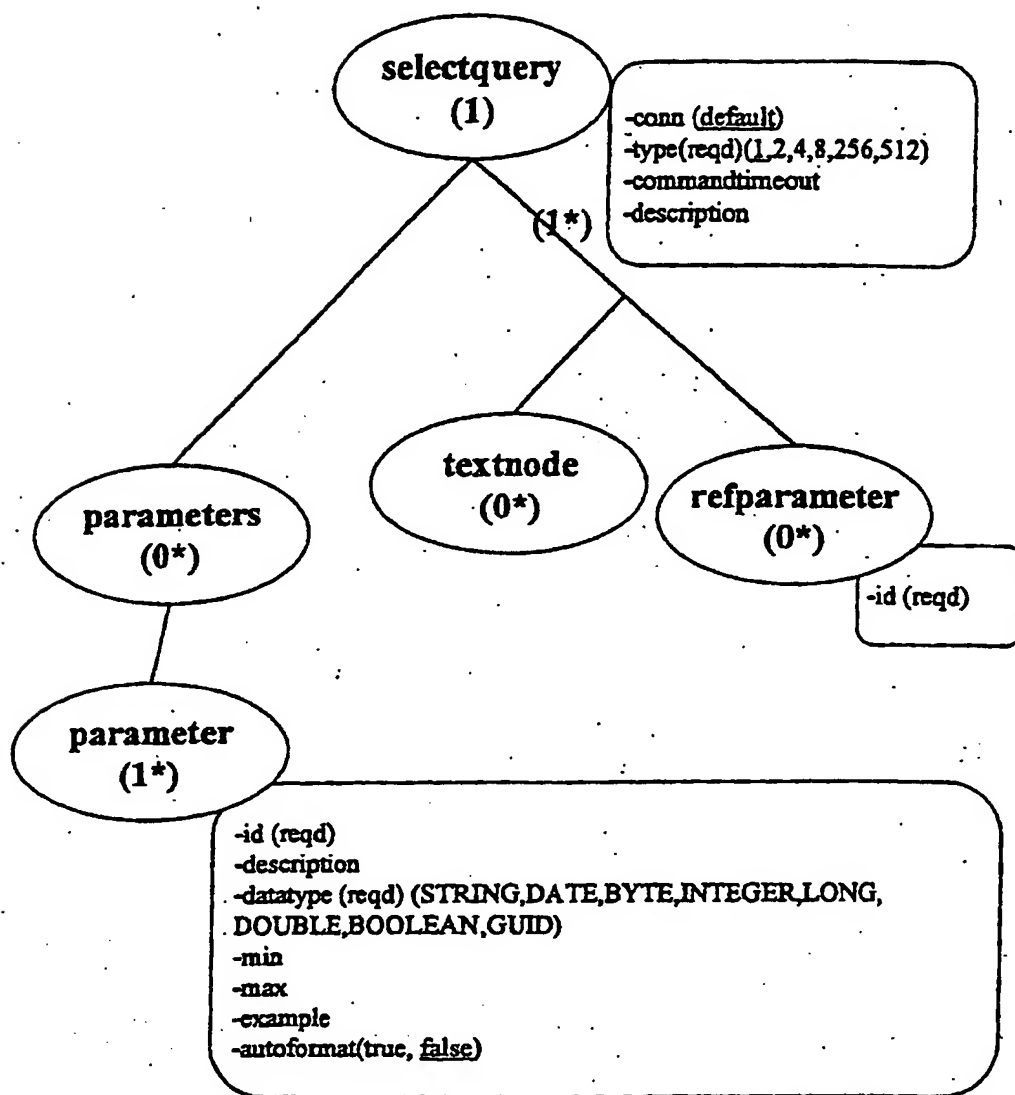 selectquery
(1)
-conn (default)
-type(reqd)(1,2,4,8,256,512)
-commandtimeout
-description
(1*)
textnode
(0*)
refparameter
(0*)
-id (reqd)
parameters
(0*)
parameter
(1*)
-id (reqd)
-description
-datatype (reqd) (STRING,DATE,BYTE,INTEGER,LONG,
DOUBLE,BOOLEAN,GUID)
-min
-max
-example
-autoformat(true, false)